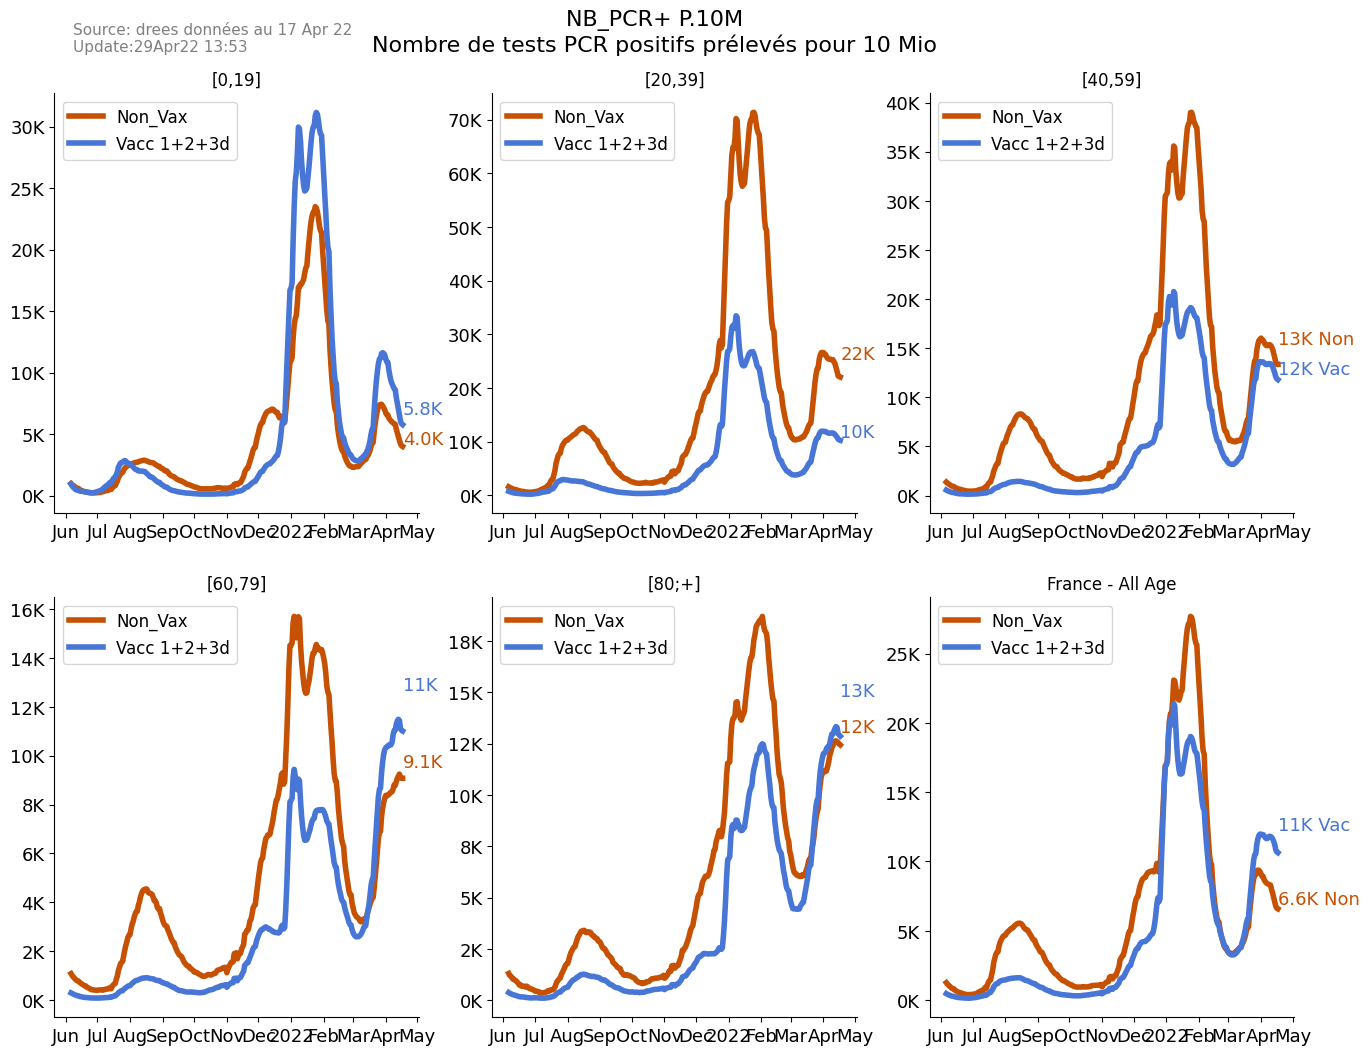 NB_PCR+ P.10M
Source: drees données au 17 Apr 22
Update:29Apr22 13:53
Nombre de tests PCR positifs prélevés pour 10 Mio
[0,19]
Non_Vax
Vacc 1+2+3d
30K
25K
20K
15K
10K
5K
0K
5.8K
4.0K
Jun Jul Aug Sep Oct Nov Dec 2022 Feb Mar Apr May
[20,39]
Non_Vax
Vacc 1+2+3d
70K
60K
50K
40K
30K
20K
10K
0K
22K
10K
Jun Jul Aug Sep Oct Nov Dec 2022 Feb Mar Apr May
[40,59]
Non_Vax
Vacc 1+2+3d
40K
35K
30K
25K
20K
15K
10K
5K
0K
13K Non
12K Vac
Jun Jul Aug Sep Oct Nov Dec 2022 Feb Mar Apr May
[60,79]
Non_Vax
Vacc 1+2+3d
16K
14K
12K
10K
8K
6K
4K
2K
0K
11K
9.1K
Jun Jul Aug Sep Oct Nov Dec 2022 Feb Mar Apr May
[80;+]
Non_Vax
Vacc 1+2+3d
18K
15K
12K
10K
8K
5K
2K
0K
13K
12K
Jun Jul Aug Sep Oct Nov Dec 2022 Feb Mar Apr May
France - All Age
Non_Vax
Vacc 1+2+3d
25K
20K
15K
10K
5K
0K
11K Vac
6.6K Non
Jun Jul Aug Sep Oct Nov Dec 2022 Feb Mar Apr May